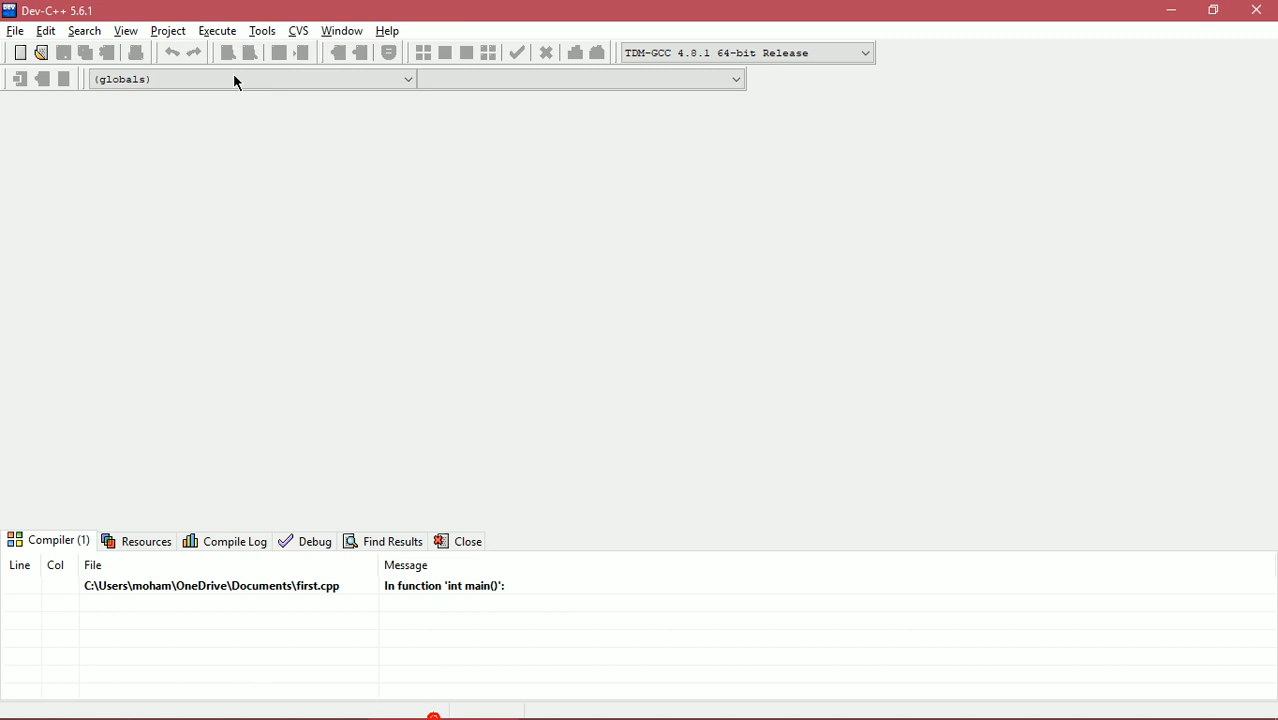 Dev-C++ 5.6.1
File Edit Search View Project Execute Tools CVS Window Help
TDM-GCC 4.8.1 64-bit Release
(globals)
Compiler (1) Resources Compile Log Debug Find Results Close
Line Col File Message
C:\Users\moham\OneDrive\Documents\first.cpp In function 'int main()':